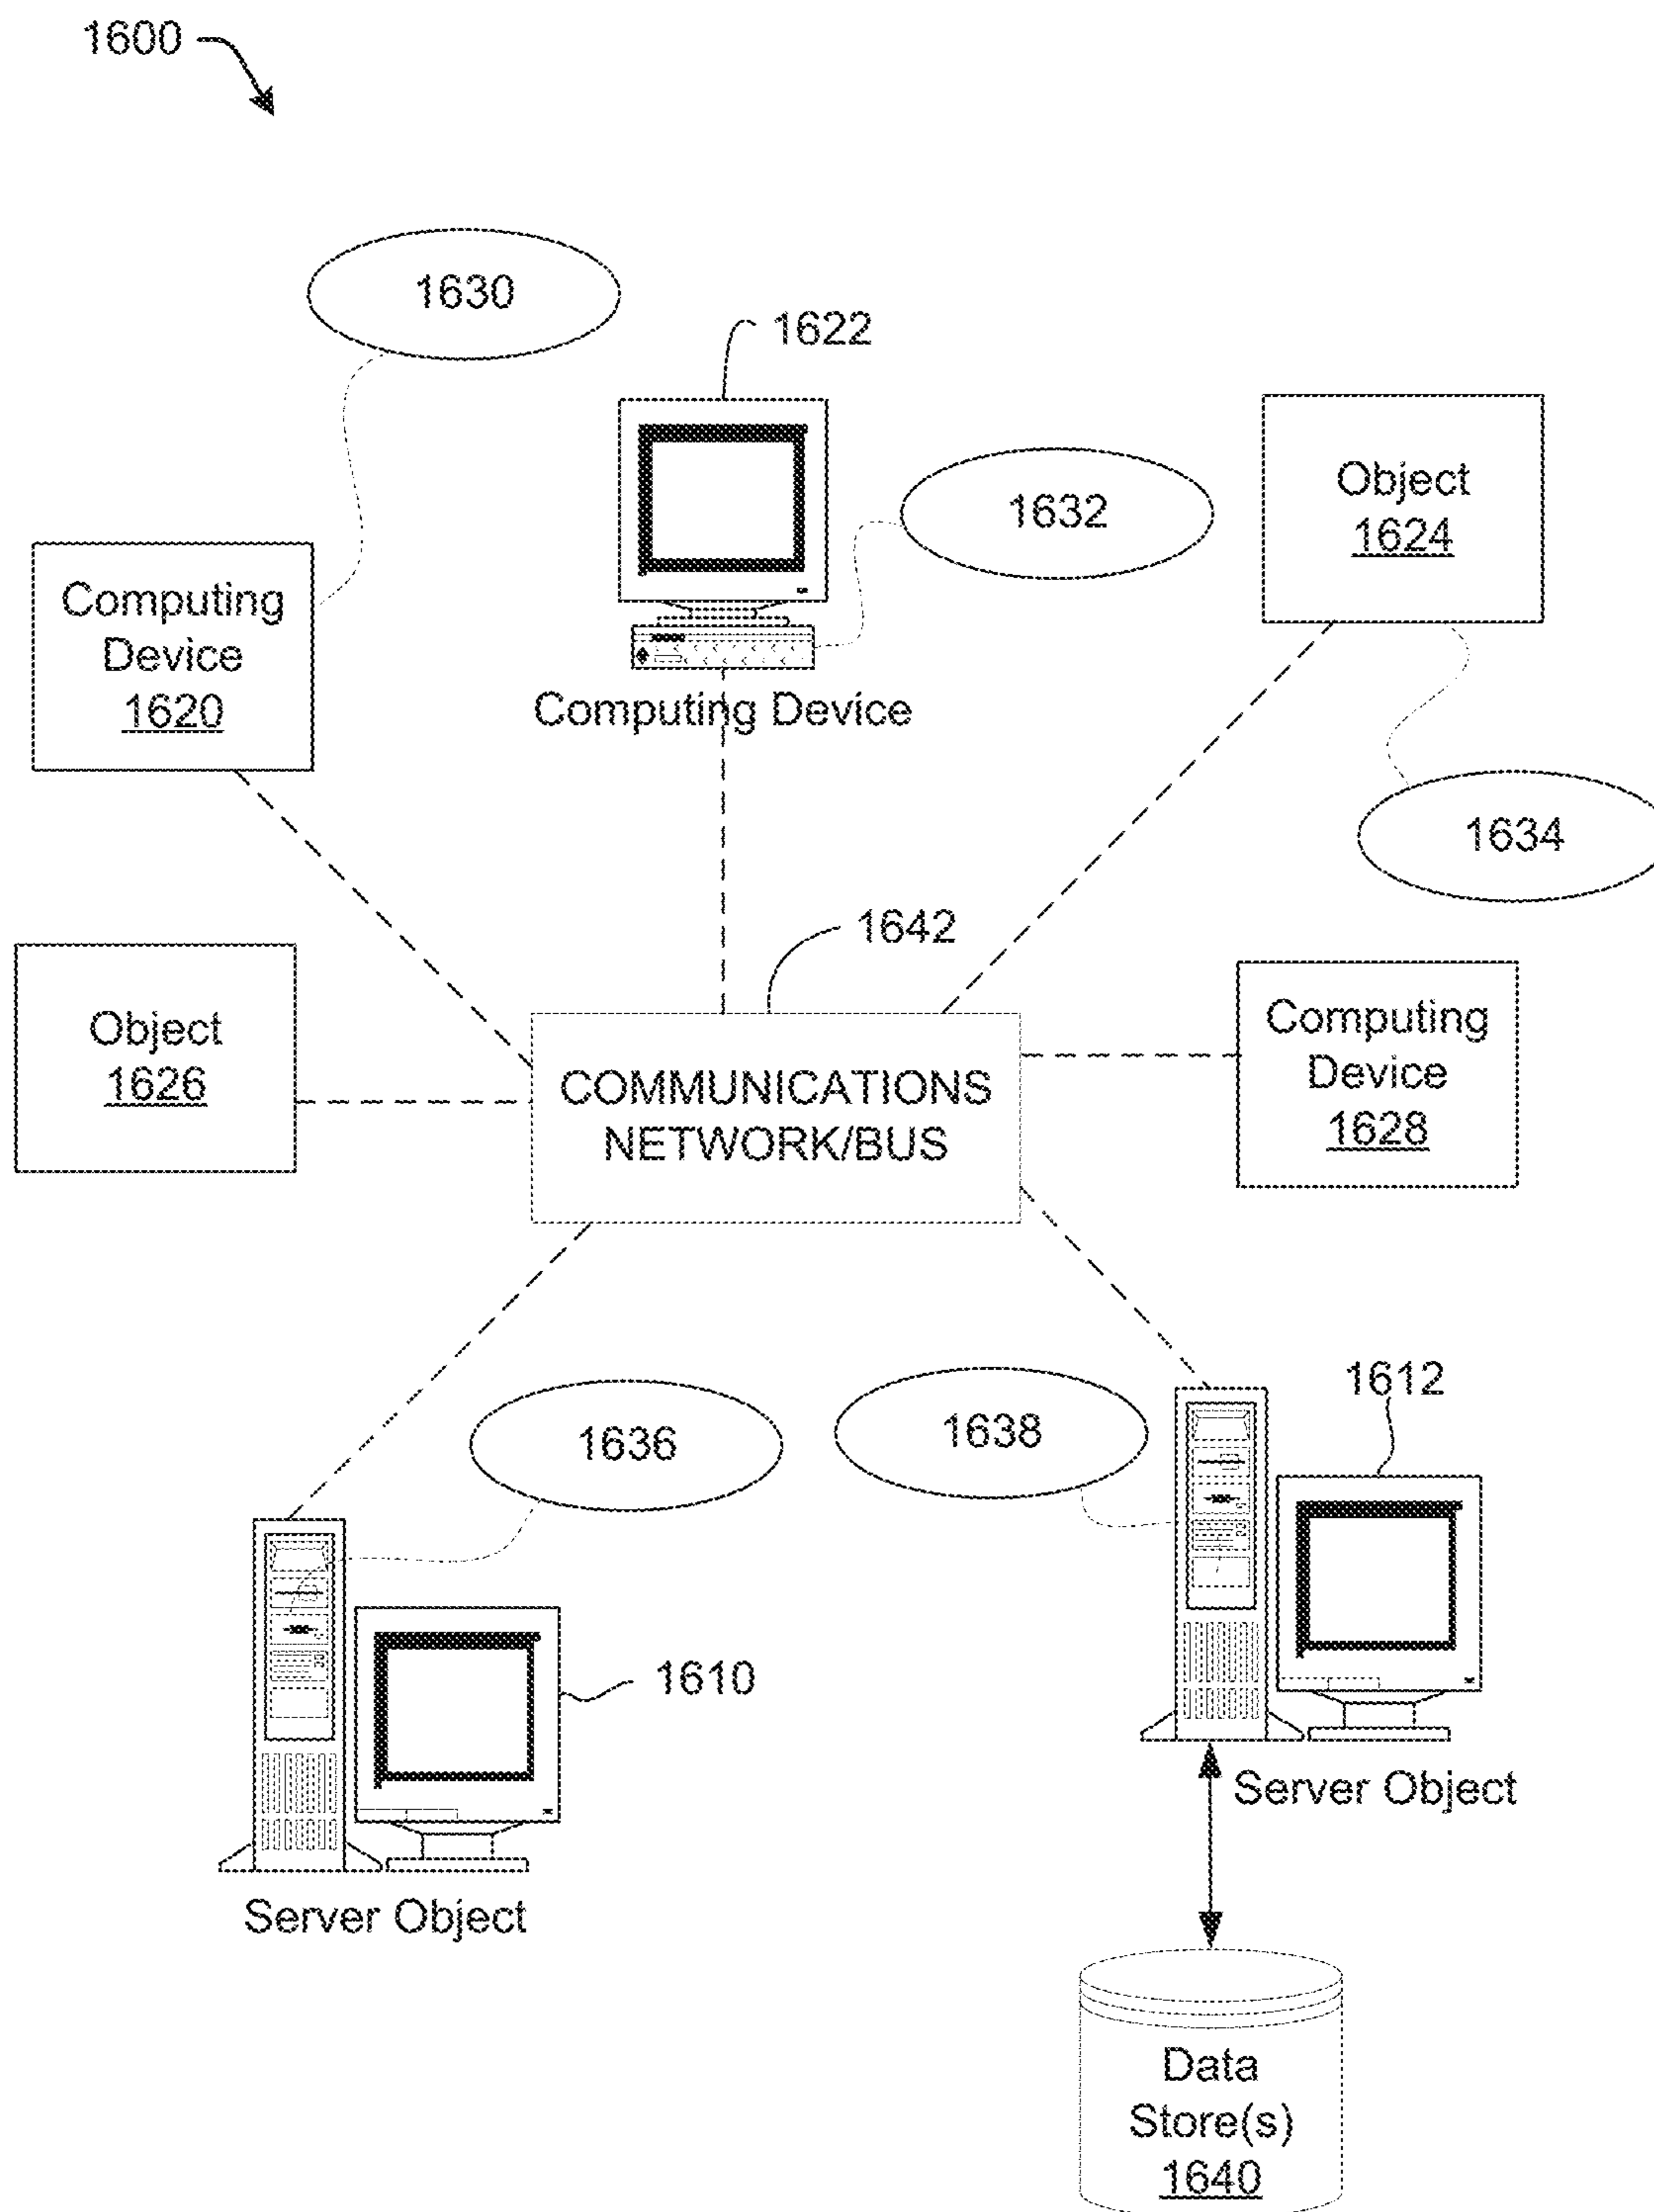 1600
1630
1622
1632
Object
1624
Computing
Device
1620
Computing Device
1634
1642
Object
1626
COMMUNICATIONS
NETWORK/BUS
Computing
Device
1628
1636
1638
1612
1610
Server Object
Server Object
Data
Store(s)
1640